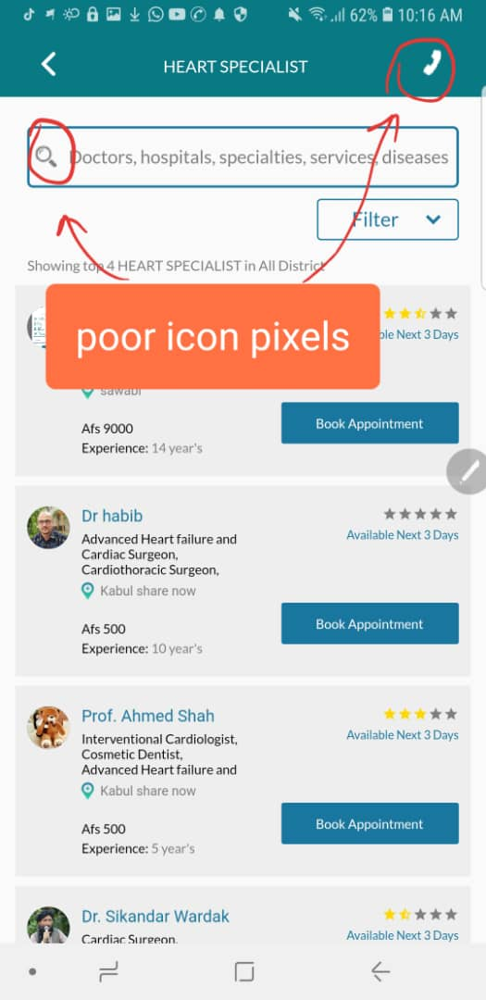 62% 10:16 AM
HEART SPECIALIST
Doctors, hospitals, specialties, services, diseases
Filter
Showing top 4 HEART SPECIALIST in All District
poor icon pixels
ble Next 3 Days
sawabi
Afs 9000
Book Appointment
Experience: 14 year's
Dr habib
Advanced Heart failure and
Available Next 3 Days
Cardiac Surgeon,
Cardiothoracic Surgeon,
Kabul share now
Afs 500
Book Appointment
Experience: 10 year's
Prof. Ahmed Shah
Interventional Cardiologist,
Available Next 3 Days
Cosmetic Dentist,
Advanced Heart failure and
Kabul share now
Afs 500
Book Appointment
Experience: 5 year's
Dr. Sikandar Wardak
Cardiac Surgeon,
Available Next 3 Days